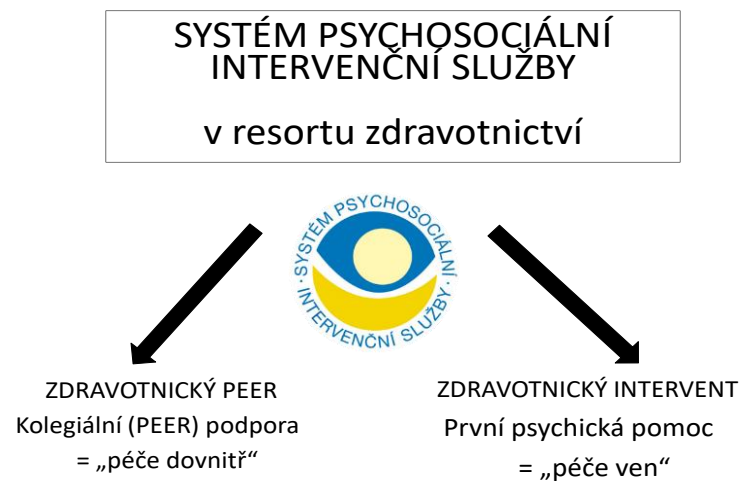 SYSTÉM PSYCHOSOCIÁLNÍ
INTERVENČNÍ SLUŽBY
v resortu zdravotnictví
SYSTÉM PSYCHOSOCIÁLNÍ
INTERVENČNÍ SLUŽBY
ZDRAVOTNICKÝ PEER
Kolegiální (PEER) podpora
= „péče dovnitř“
ZDRAVOTNICKÝ INTERVENT
První psychická pomoc
= „péče ven“